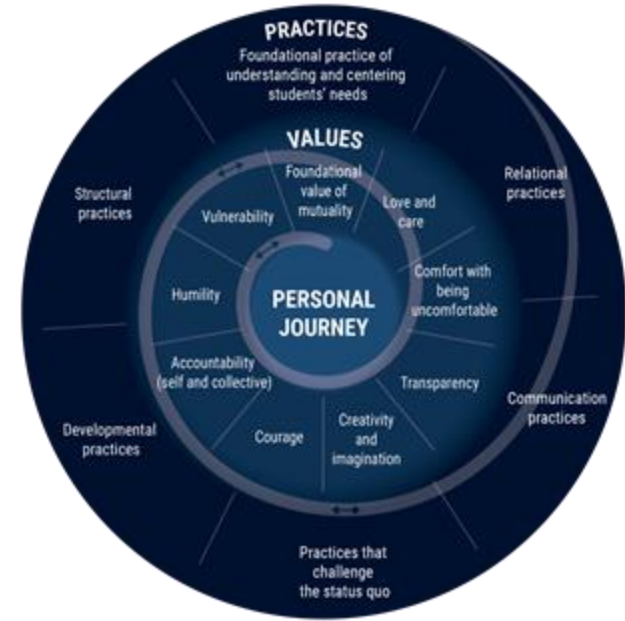 PRACTICES
Foundational practice of
understanding and centering
students' needs
VALUES
Foundational
value of
mutuality
Love and
care
Comfort with
being
uncomfortable
Transparency
Creativity
and
imagination
Courage
Accountability
(self and collective)
Humility
Vulnerability
PERSONAL
JOURNEY
Relational
practices
Communication
practices
Practices that
challenge
the status quo
Developmental
practices
Structural
practices